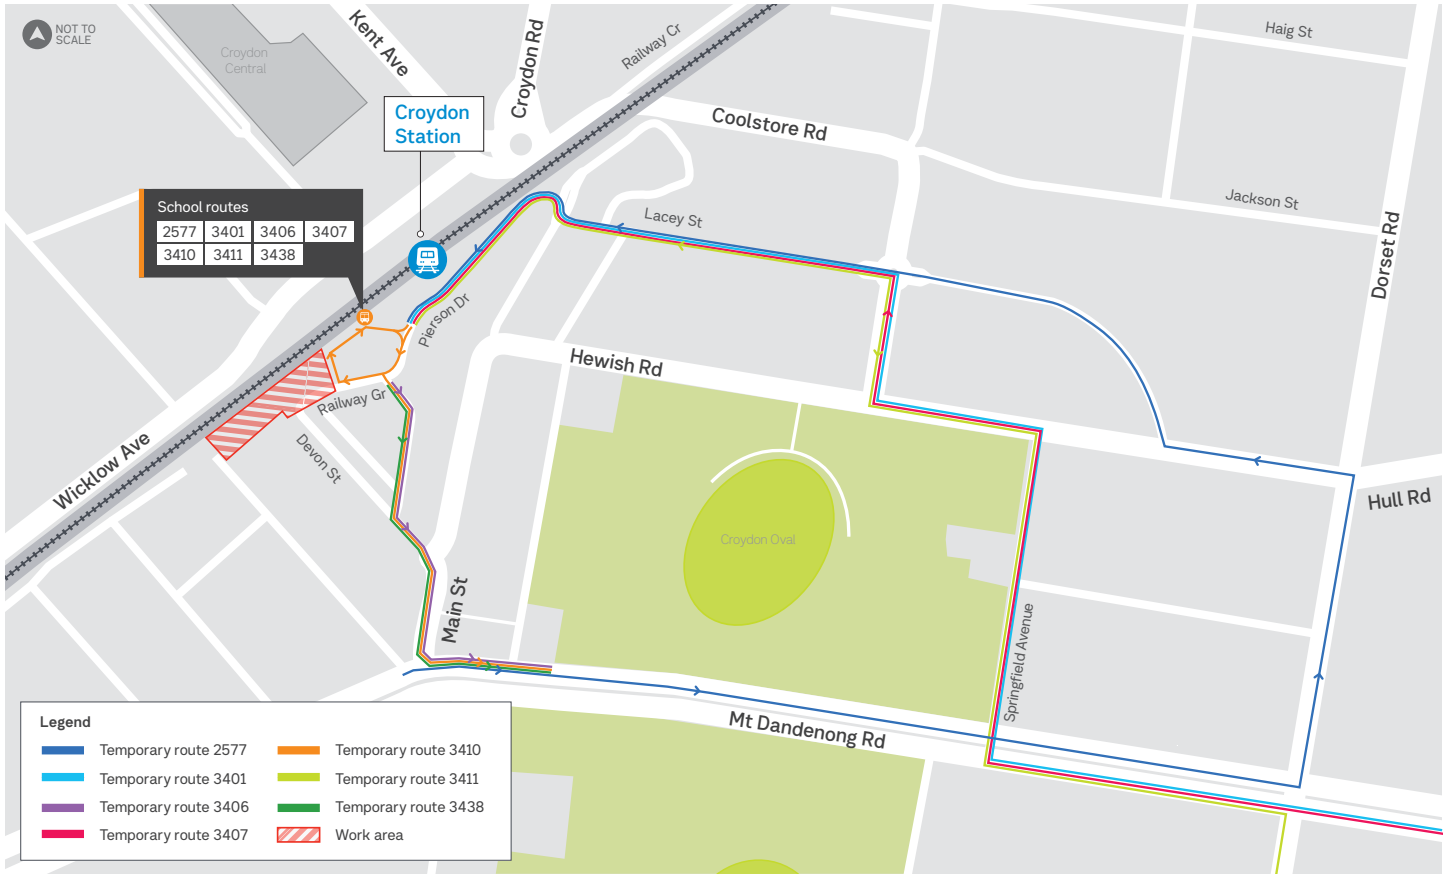 NOT TO
SCALE
Croydon
Central
Kent Ave
Croydon Rd
Railway Cr
Haig St
Croydon
Station
Coolstore Rd
School routes
2577 3401 3406 3407
3410 3411 3438
Lacey St
Jackson St
Dorset Rd
Pierson Dr
Hewish Rd
Railway Gr
Devon St
Wicklow Ave
Hull Rd
Croydon Oval
Main St
Springfield Avenue
Mt Dandenong Rd
Legend
Temporary route 2577
Temporary route 3410
Temporary route 3401
Temporary route 3411
Temporary route 3406
Temporary route 3438
Temporary route 3407
Work area